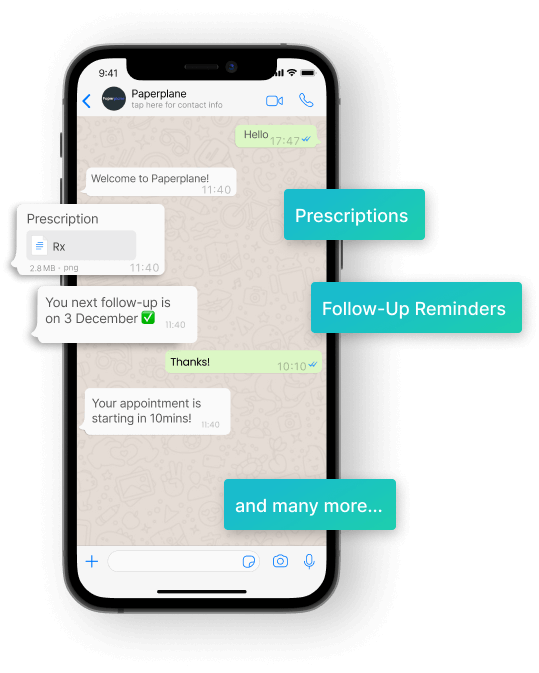 9:41
Paperplane
tap here for contact info
Hello
17:47
Welcome to Paperplane!
11:40
Prescriptions
Prescription
Rx
2.8 MB - png
11:40
You next follow-up is
on 3 December ✅
11:40
Follow-Up Reminders
Thanks!
10:10
Your appointment is
starting in 10mins!
11:40
and many more...